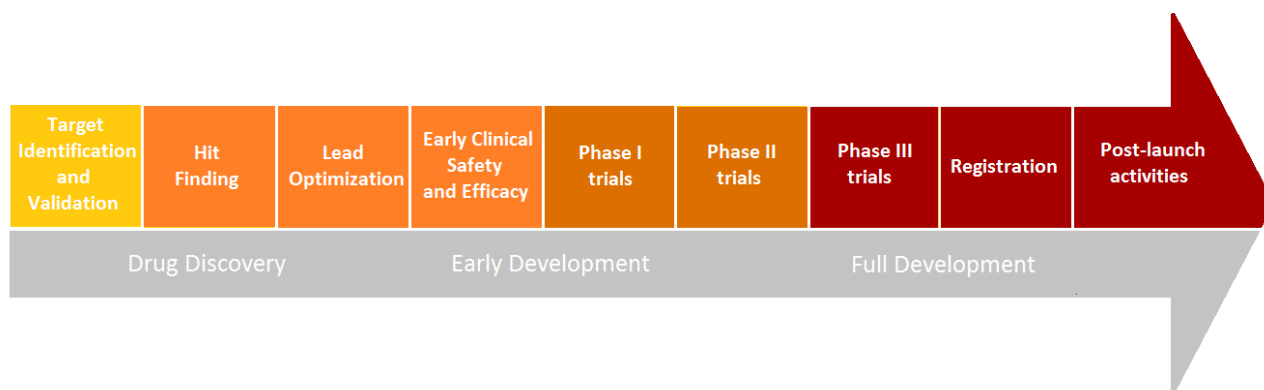 Target
Identification
and
Validation
Hit
Finding
Lead
Optimization
Early Clinical
Safety
and Efficacy
Phase I
trials
Phase II
trials
Phase III
trials
Registration
Post-launch
activities
Drug Discovery
Early Development
Full Development